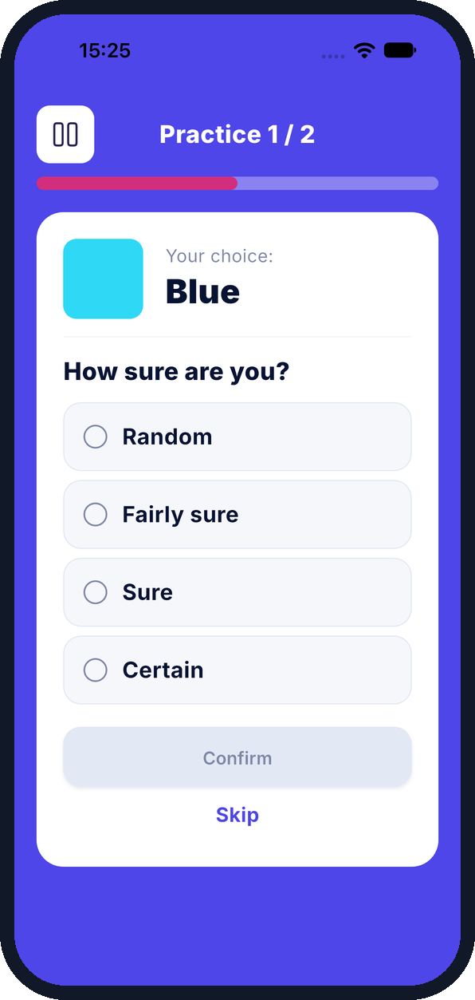 15:25
Practice 1 / 2
Your choice:
Blue
How sure are you?
Random
Fairly sure
Sure
Certain
Confirm
Skip